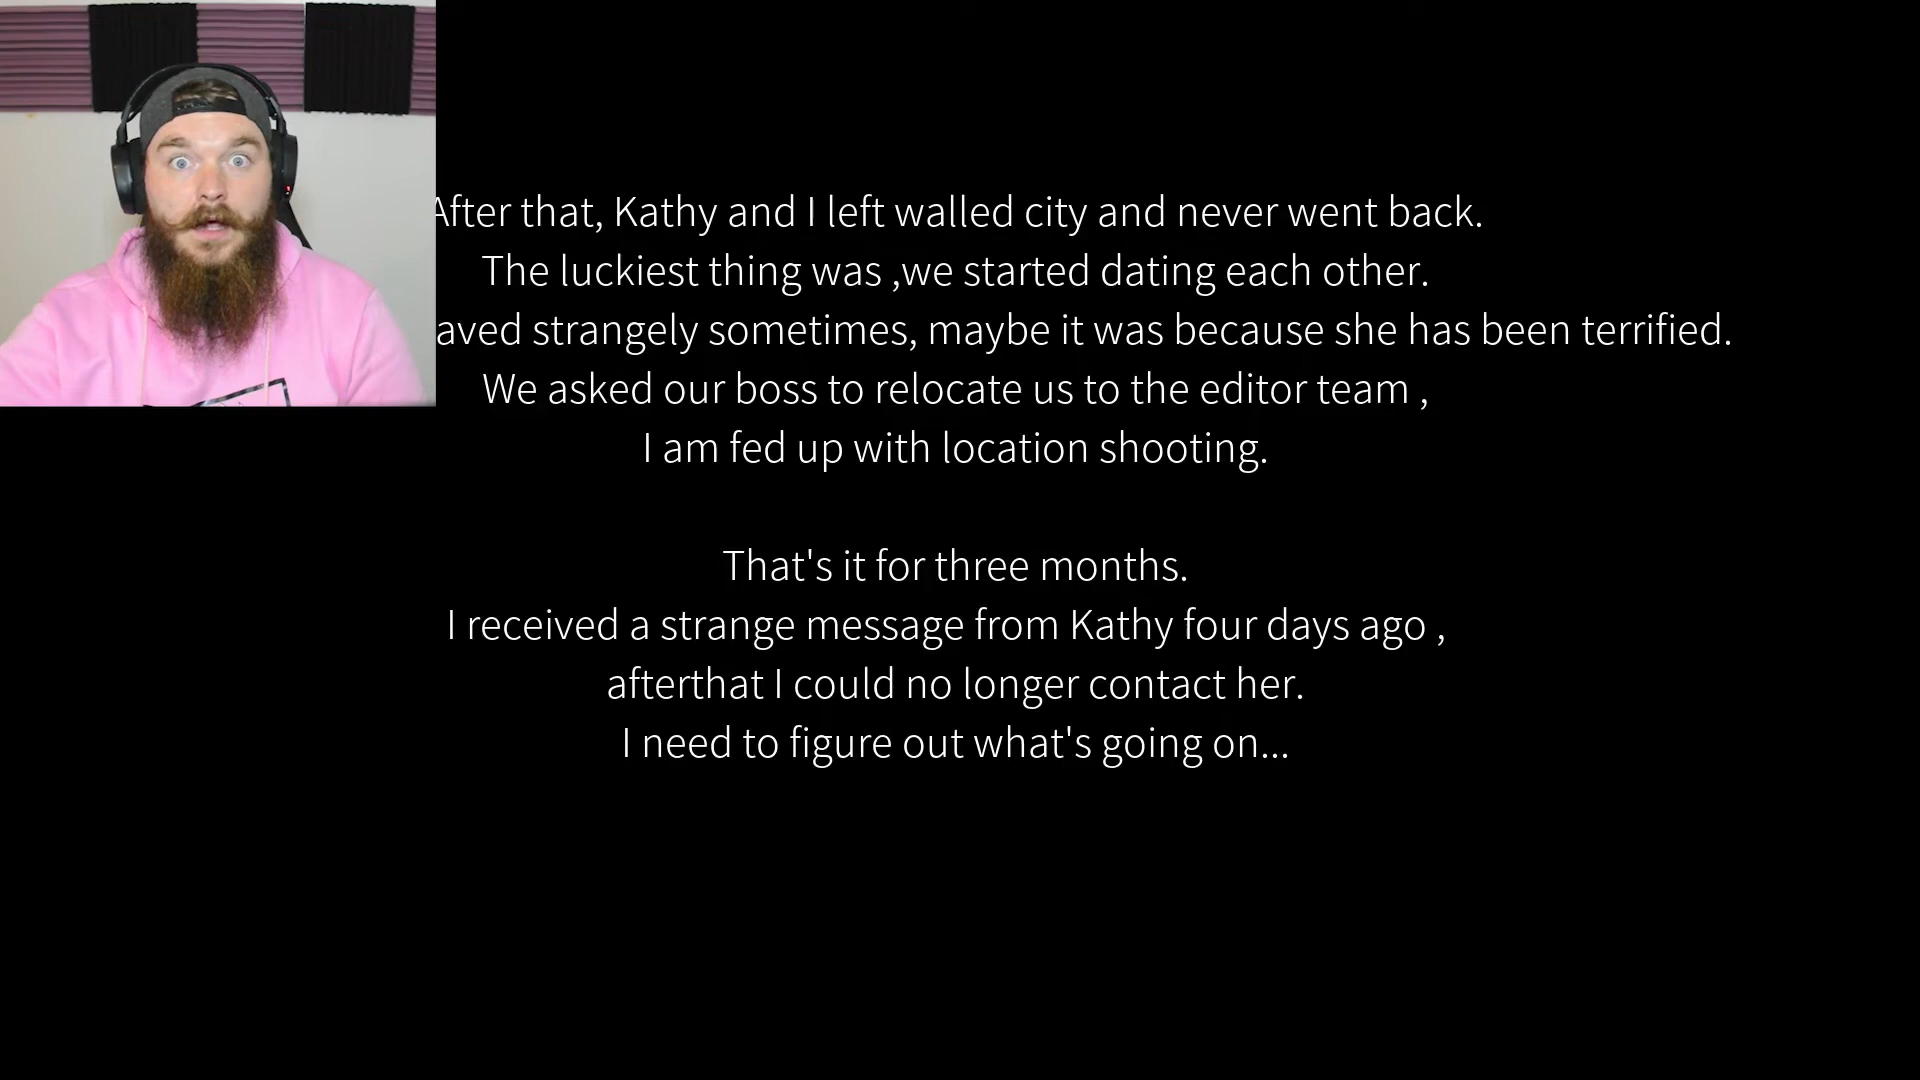 After that, Kathy and I left walled city and never went back.
The luckiest thing was ,we started dating each other.
strangely sometimes, maybe it was because she has been terrified.
We asked our boss to relocate us to the editor team ,
I am fed up with location shooting.
That's it for three months.
I received a strange message from Kathy four days ago ,
afterthat I could no longer contact her.
I need to figure out what's going on...